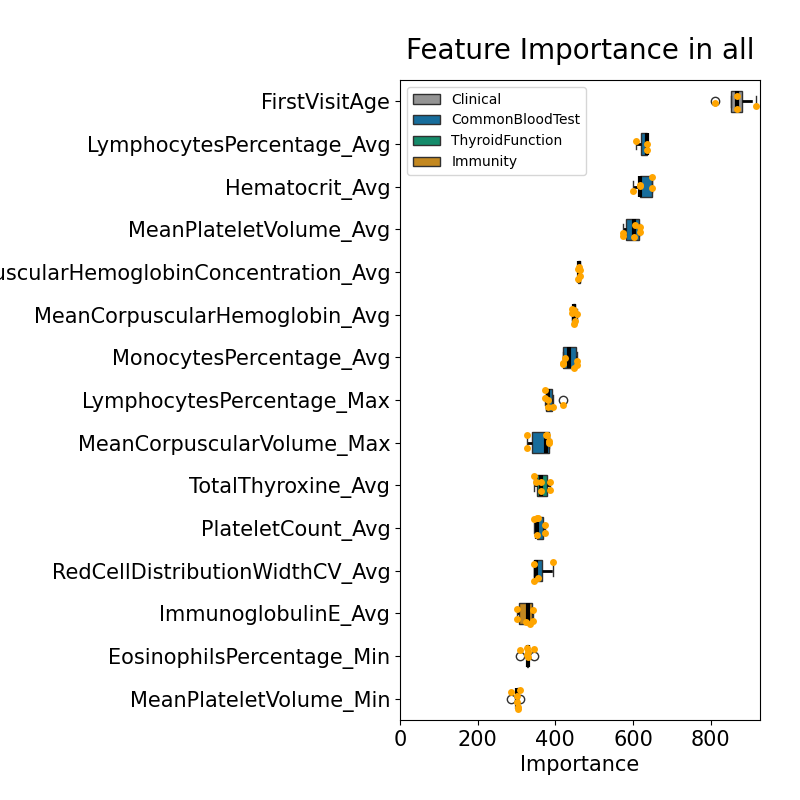 Feature Importance in all
FirstVisitAge
LymphocytesPercentage_Avg
Hematocrit_Avg
MeanPlateletVolume_Avg
uscularHemoglobinConcentration_Avg
MeanCorpuscularHemoglobin_Avg
MonocytesPercentage_Avg
LymphocytesPercentage_Max
MeanCorpuscularVolume_Max
TotalThyroxine_Avg
PlateletCount_Avg
RedCellDistributionWidthCV_Avg
ImmunoglobulinE_Avg
EosinophilsPercentage_Min
MeanPlateletVolume_Min
Clinical
CommonBloodTest
ThyroidFunction
Immunity
0 200 400 600 800
Importance